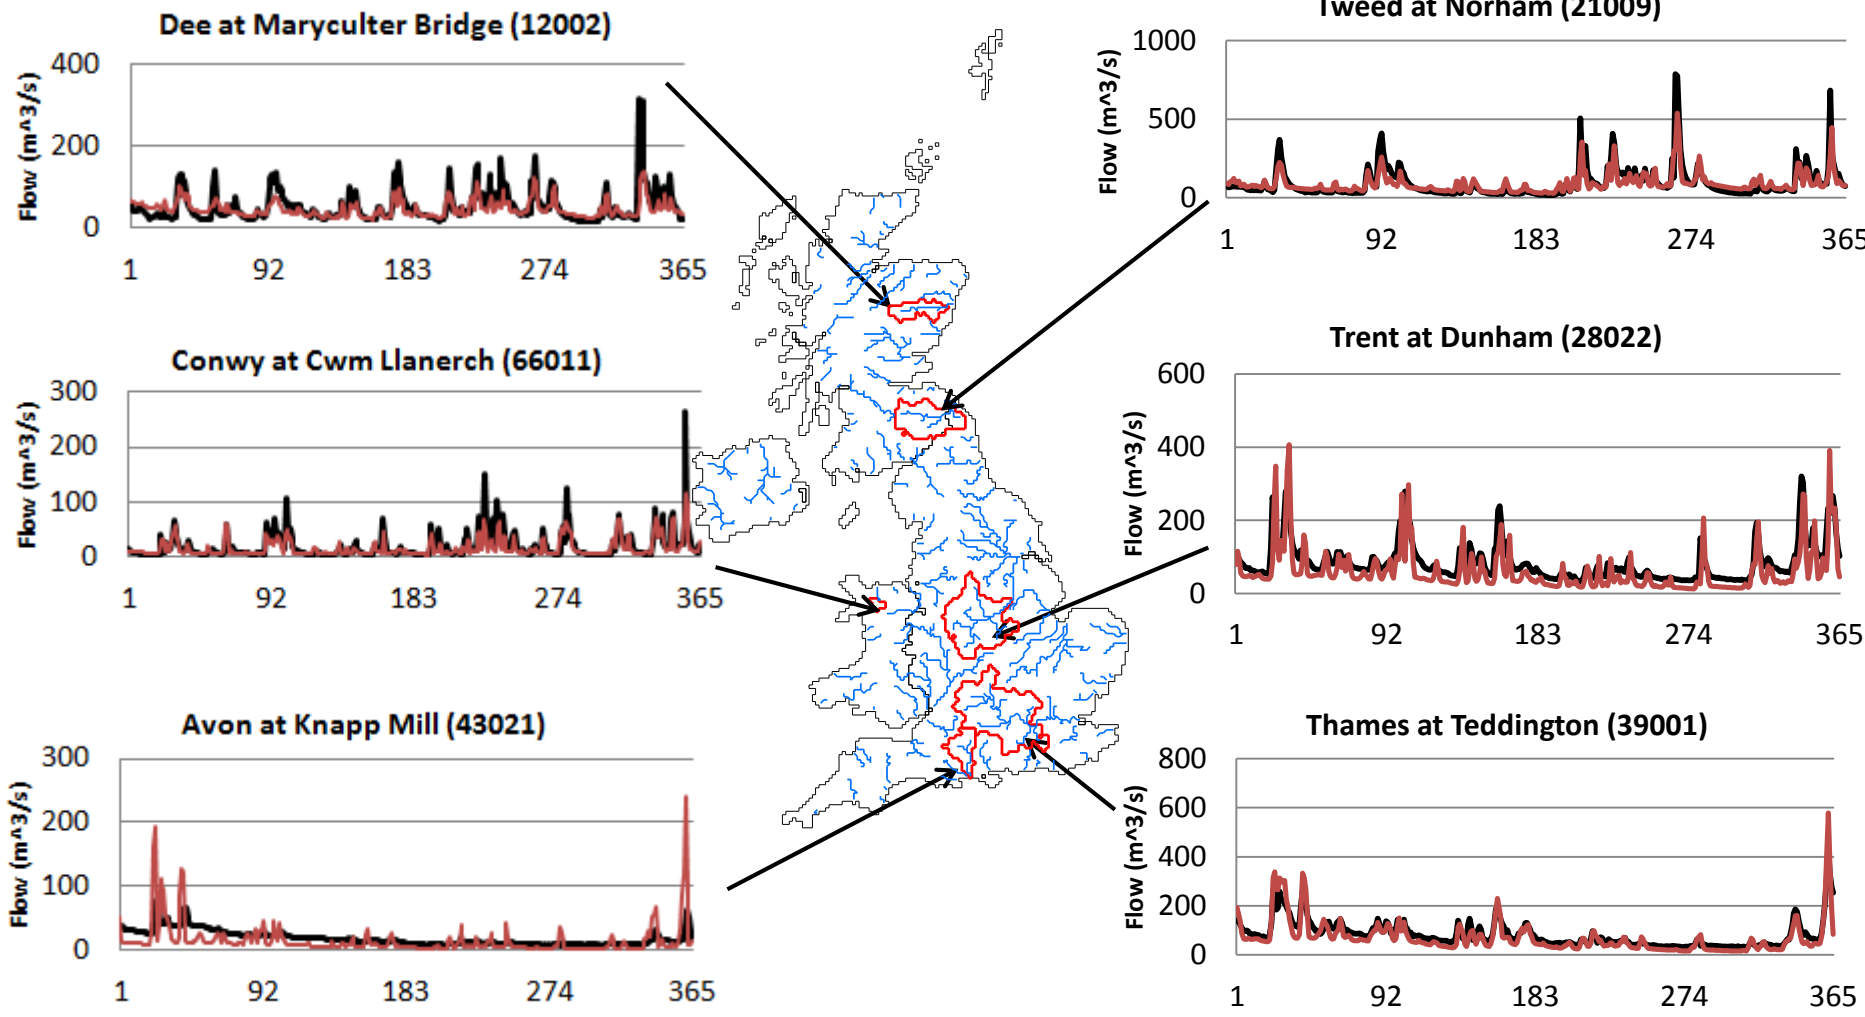 Dee at Maryculter Bridge (12002)
Flow (m^3/s)
400
200
0
1 92 183 274 365
Tweed at Norham (21009)
Flow (m^3/s)
1000
500
0
1 92 183 274 365
Conwy at Cwm Llanerch (66011)
Flow (m^3/s)
300
200
100
0
1 92 183 274 365
Trent at Dunham (28022)
Flow (m^3/s)
600
400
200
0
1 92 183 274 365
Avon at Knapp Mill (43021)
Flow (m^3/s)
300
200
100
0
1 92 183 274 365
Thames at Teddington (39001)
Flow (m^3/s)
800
600
400
200
0
1 92 183 274 365